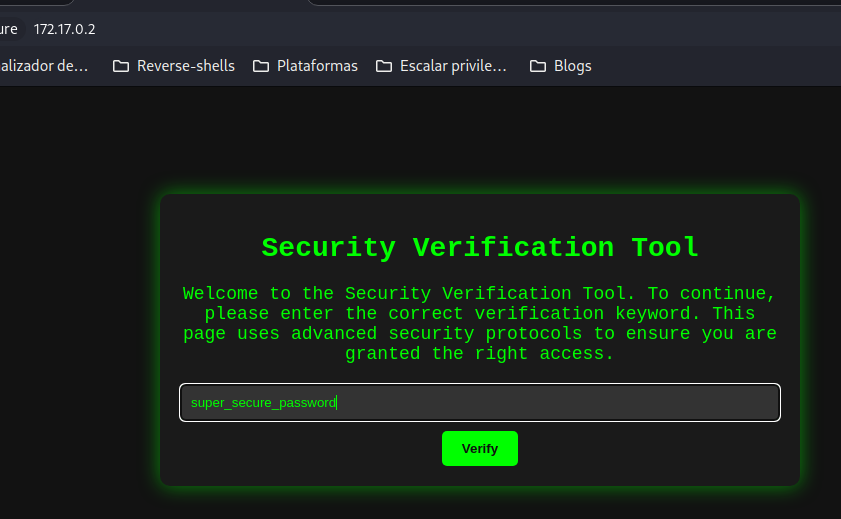 ure 172.17.0.2
alizador de… Reverse-shells Plataformas Escalar privile… Blogs
Security Verification Tool
Welcome to the Security Verification Tool. To continue,
please enter the correct verification keyword. This
page uses advanced security protocols to ensure you are
granted the right access.
super_secure_password
Verify